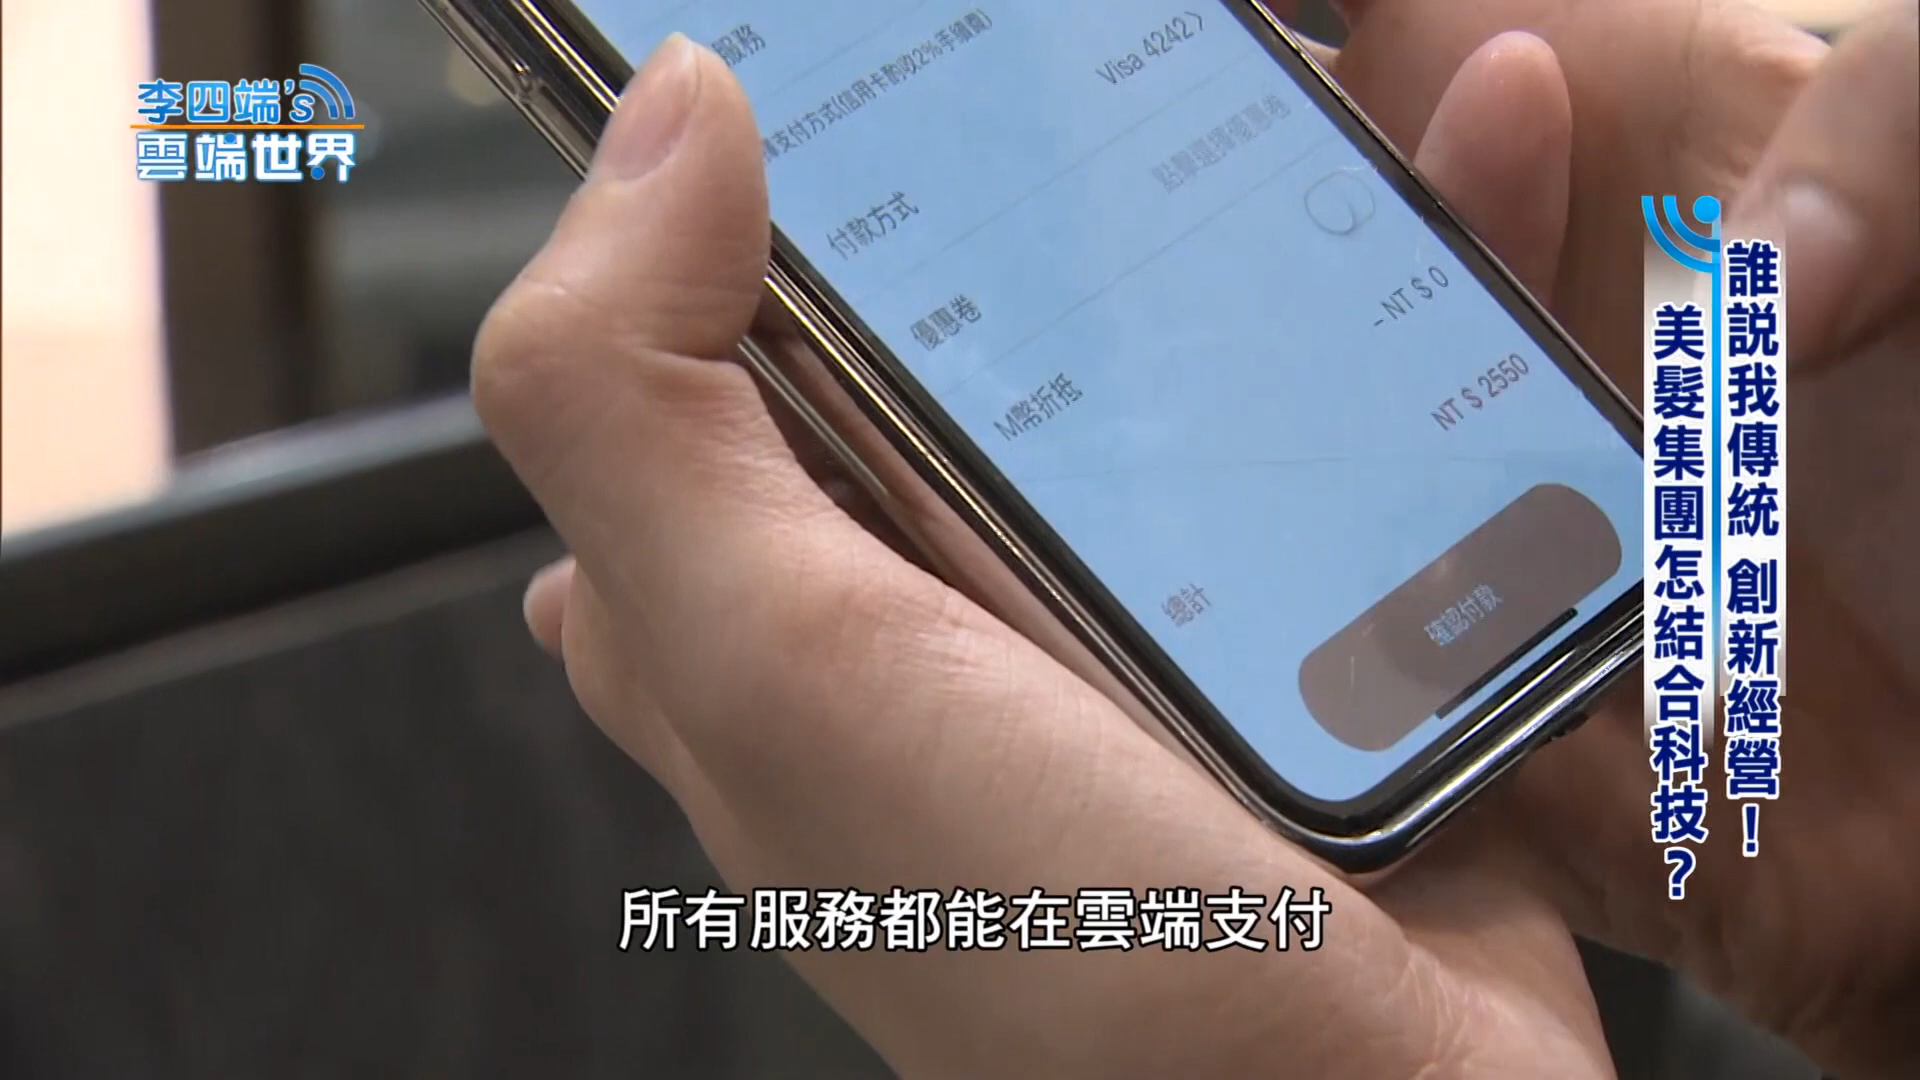 李四端's
雲端世界
服務
支付方式(信用卡酌收2%手續費)
付款方式
Visa 4242 >
優惠卷
點擊選擇優惠卷
M幣折抵
- NT $ 0
NT $ 2550
總計
確認付款
誰説我傳統 創新經營！
美髮集團怎結合科技？
所有服務都能在雲端支付